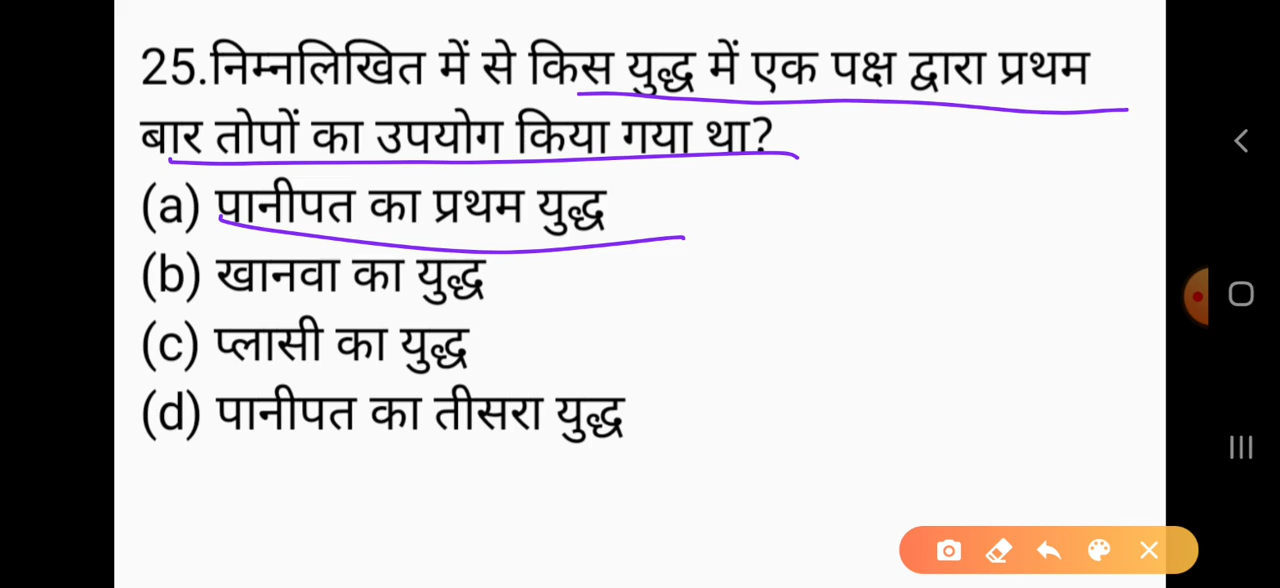 25.निम्नलिखित में से किस युद्ध में एक पक्ष द्वारा प्रथम
बार तोपों का उपयोग किया गया था?
(a) पानीपत का प्रथम युद्ध
(b) खानवा का युद्ध
(c) प्लासी का युद्ध
(d) पानीपत का तीसरा युद्ध